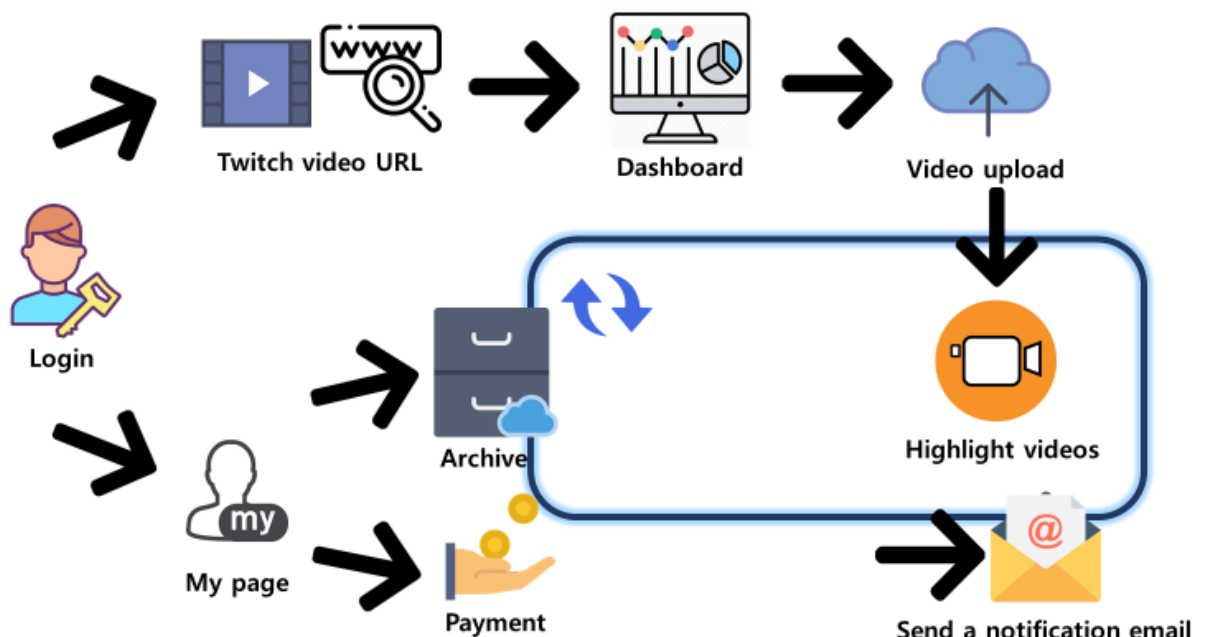 www
Twitch video URL
Dashboard
Video upload
Login
Archive
Highlight videos
my
@
My page
Payment
Send a notification email